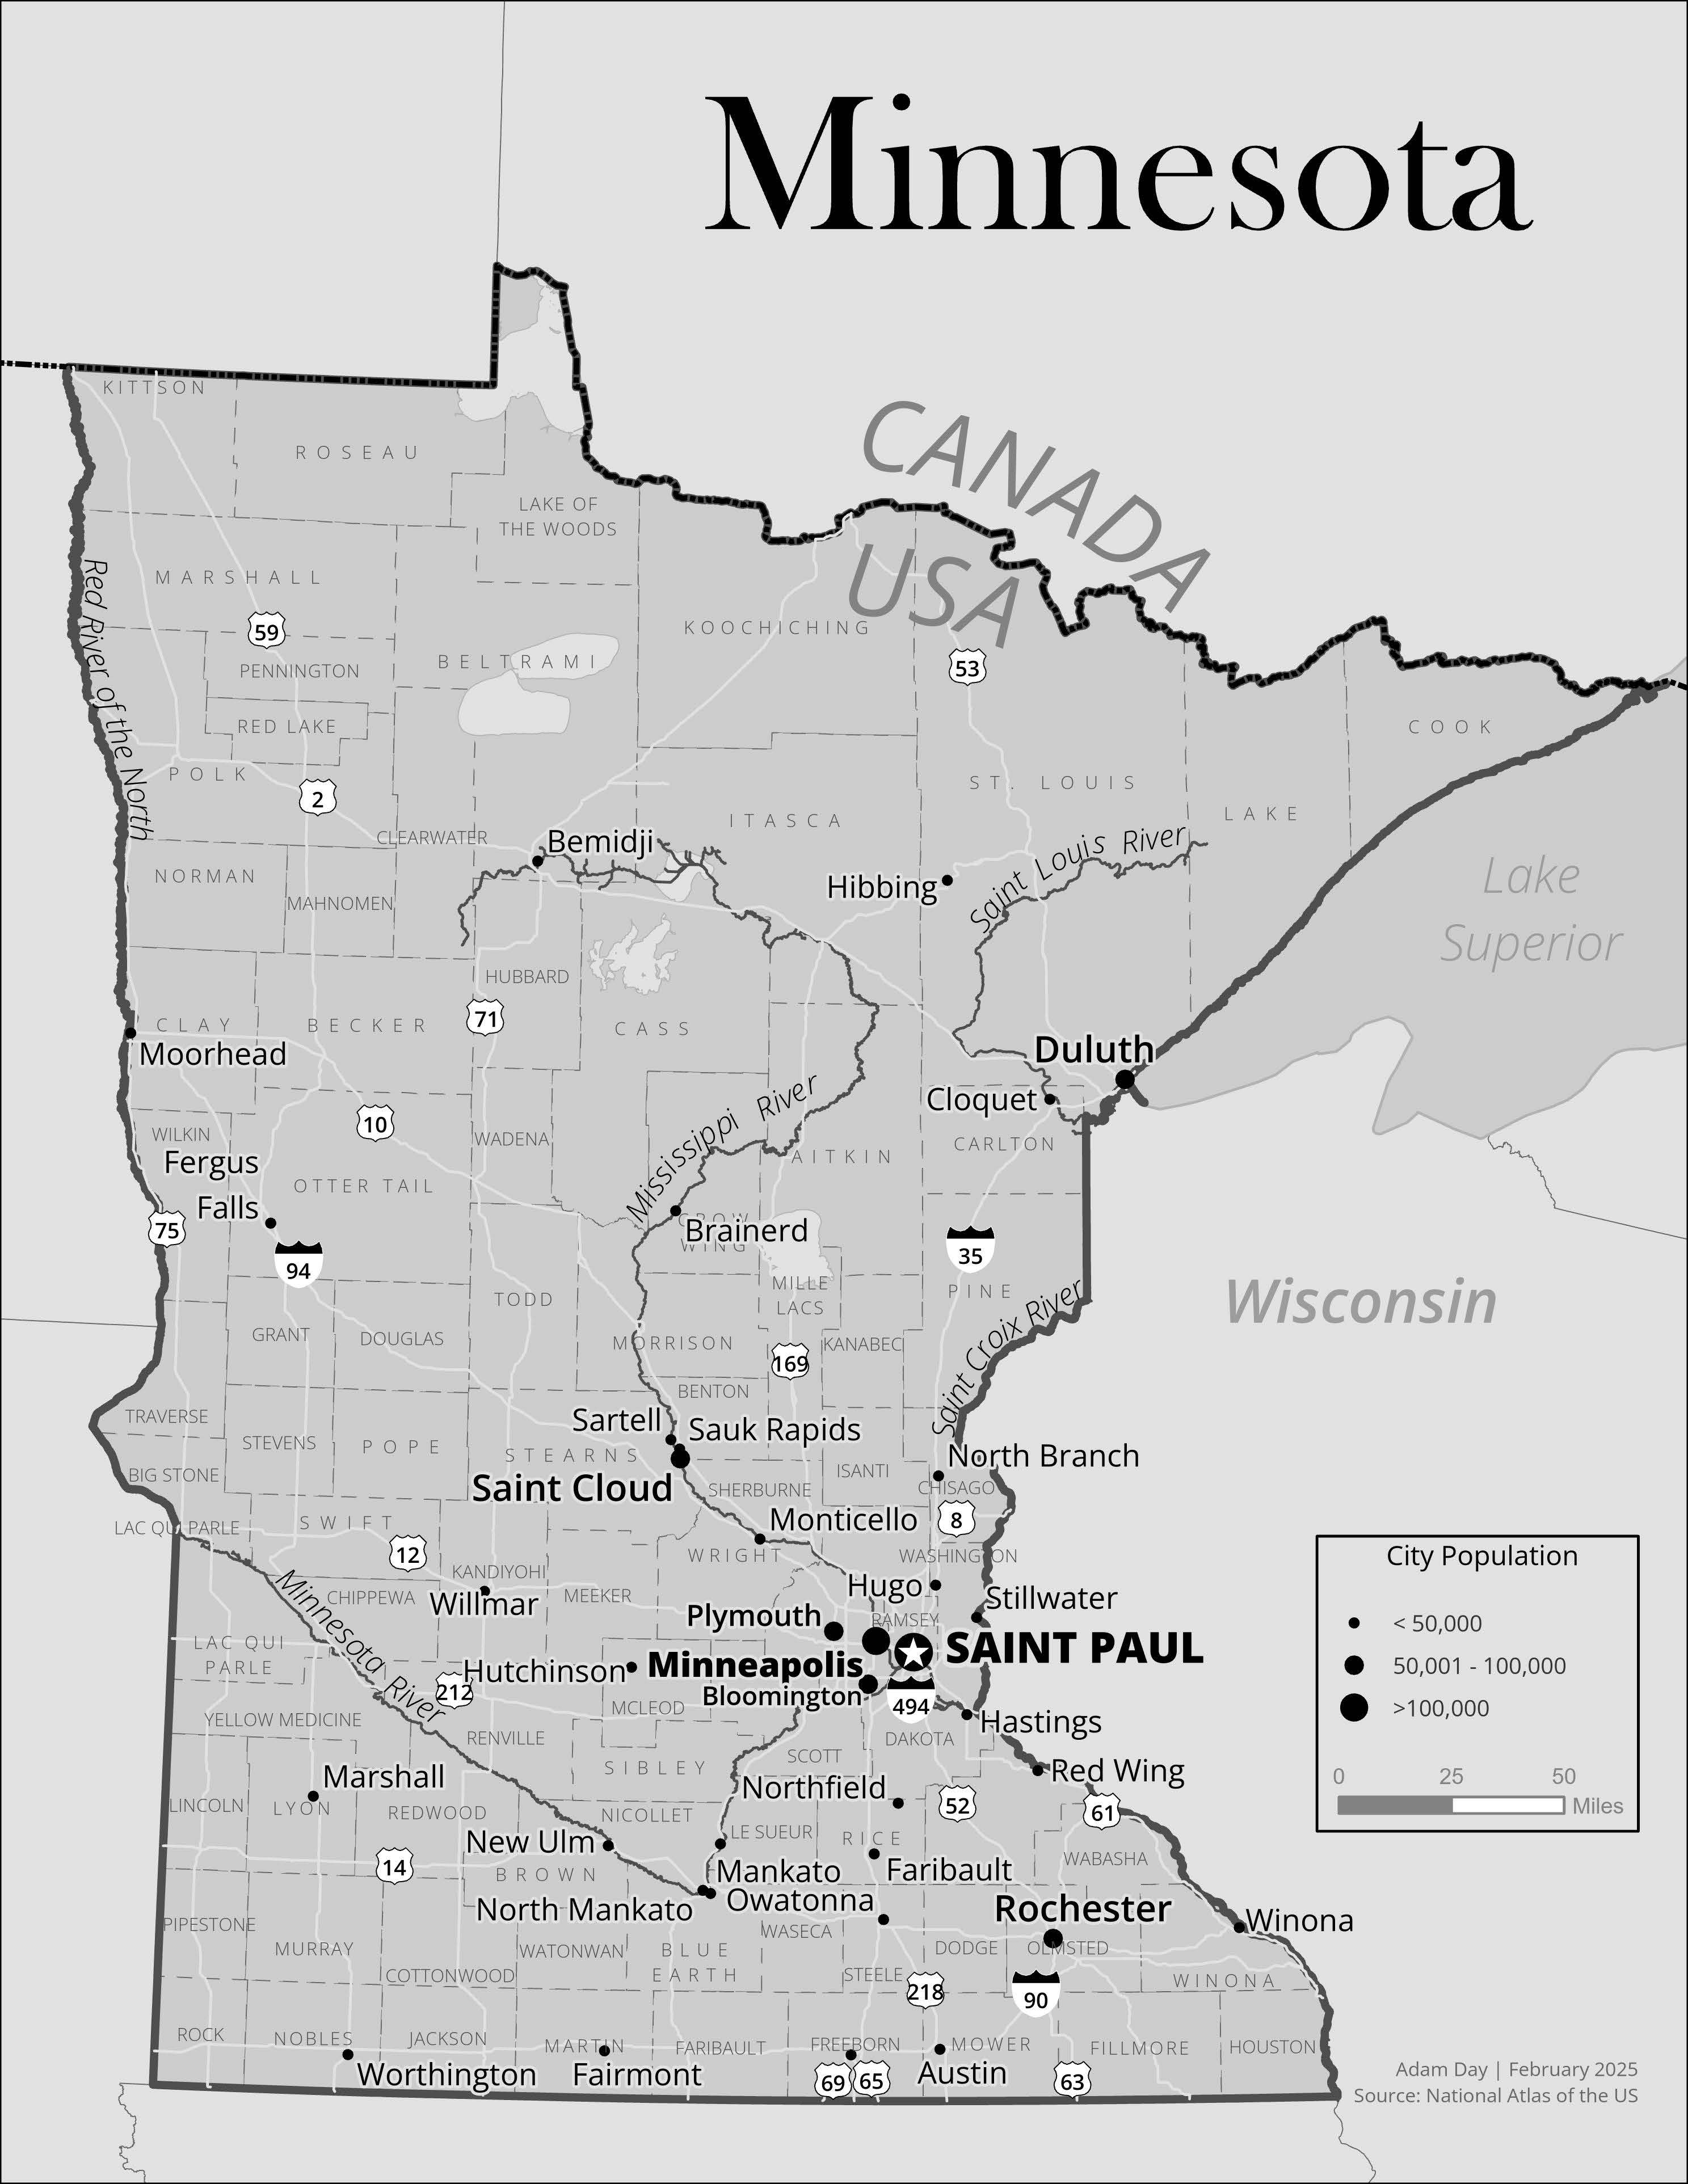 Minnesota
CANADA
USA
KITTSON
ROSEAU
LAKE OF
THE WOODS
MARSHALL
59
KOOCHICHING
BELTRAMI
PENNINGTON
53
RED LAKE
COOK
Red River of the North
POLK
2
ST. LOUIS
LAKE
ITASCA
CLEARWATER
Bemidji
Saint Louis River
Lake
Superior
NORMAN
MAHNOMEN
Hibbing
HUBBARD
71
CLAY
BECKER
CASS
Moorhead
Duluth
Cloquet
Mississippi River
10
WILKIN
WADENA
CARLTON
AITKIN
Fergus
Falls
OTTER TAIL
75
CROW
WING
Brainerd
35
94
MILLE
LACS
PINE
Wisconsin
TODD
GRANT
DOUGLAS
MORRISON
KANABEC
169
Saint Croix River
BENTON
TRAVERSE
Sartell
Sauk Rapids
STEVENS
POPE
STEARNS
North Branch
BIG STONE
ISANTI
Saint Cloud
SHERBURNE
CHISAGO
LAC QUI PARLE
SWIFT
Monticello
8
12
WRIGHT
WASHINGTON
KANDIYOHI
CHIPPEWA
Willmar
MEEKER
Hugo
Stillwater
Minnesota River
Plymouth
RAMSEY
LAC QUI
PARLE
SAINT PAUL
Minneapolis
Hutchinson
212
Bloomington
494
MCLEOD
Hastings
YELLOW MEDICINE
RENVILLE
DAKOTA
SCOTT
SIBLEY
Red Wing
Marshall
Northfield
LINCOLN
LYON
REDWOOD
NICOLLET
52
61
New Ulm
LE SUEUR
RICE
14
BROWN
WABASHA
Mankato
Faribault
North Mankato
Owatonna
Rochester
PIPESTONE
WASECA
Winona
MURRAY
WATONWAN
BLUE
EARTH
DODGE
OLMSTED
COTTONWOOD
STEELE
WINONA
218
90
ROCK
NOBLES
JACKSON
MARTIN
FARIBAULT
FREEBORN
MOWER
FILLMORE
HOUSTON
Worthington
Fairmont
69
65
Austin
63
City Population
< 50,000
50,001 - 100,000
>100,000
0 25 50
Miles
Adam Day | February 2025
Source: National Atlas of the US